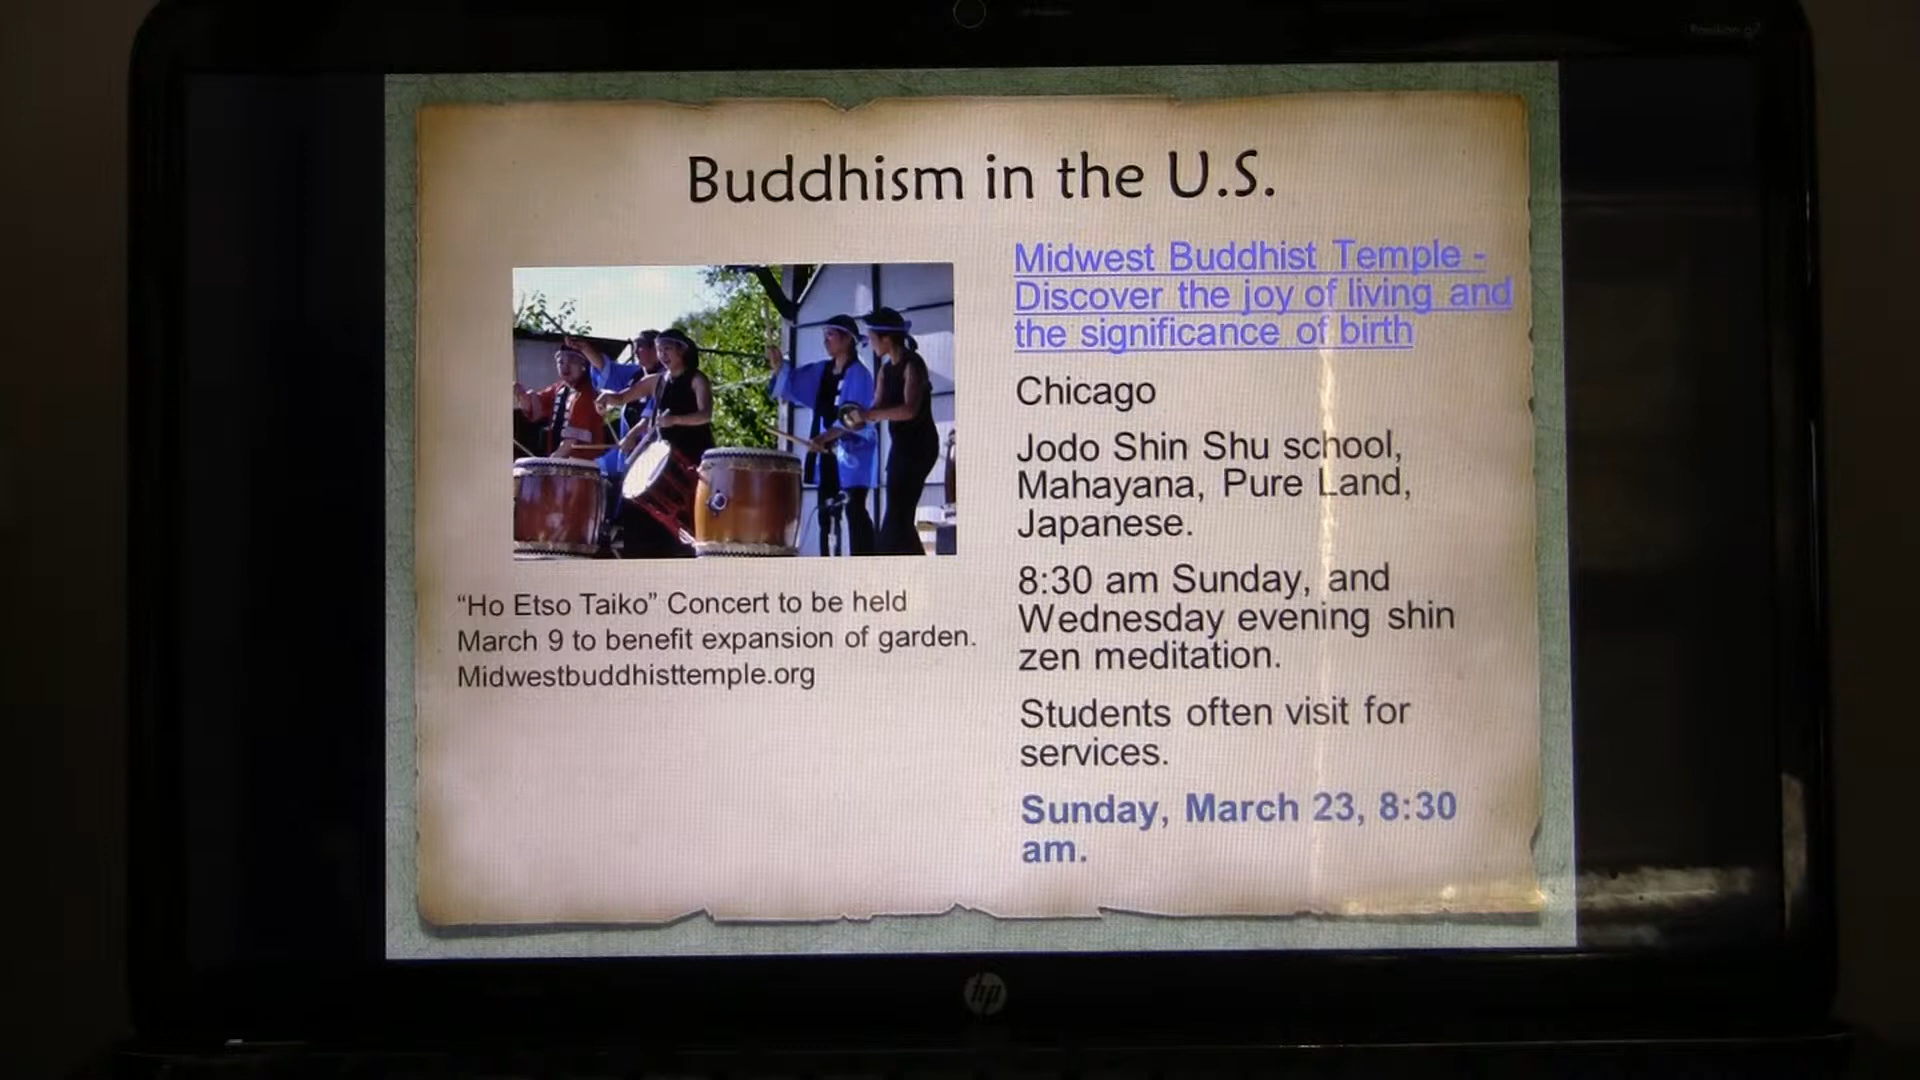 Buddhism in the U.S.
"Ho Etso Taiko" Concert to be held
March 9 to benefit expansion of garden.
Midwestbuddhisttemple.org
Midwest Buddhist Temple -
Discover the joy of living and
the significance of birth
Chicago
Jodo Shin Shu school,
Mahayana, Pure Land,
Japanese.
8:30 am Sunday, and
Wednesday evening shin
zen meditation.
Students often visit for
services.
Sunday, March 23, 8:30
am.
hp